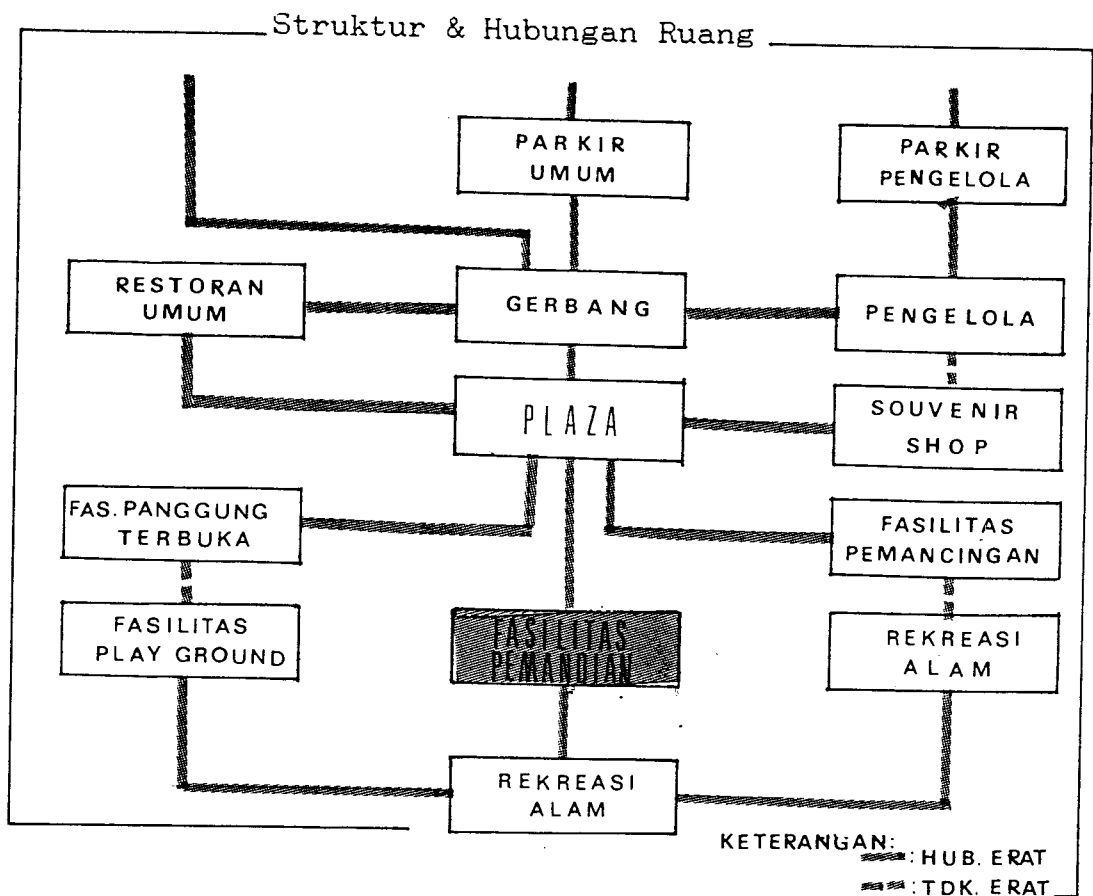 Struktur & Hubungan Ruang
PARKIR
UMUM
PARKIR
PENGELOLA
RESTORAN
UMUM
GERBANG
PENGELOLA
PLAZA
SOUVENIR
SHOP
FAS. PANGGUNG
TERBUKA
FASILITAS
PEMANCINGAN
FASILITAS
PLAY GROUND
FASILITAS
PEMANDIAN
REKREASI
ALAM
REKREASI
ALAM
KETERANGAN:
: HUB. ERAT
: TDK. ERAT